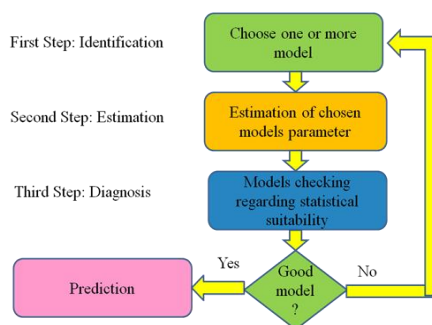 First Step: Identification
Choose one or more
model
Second Step: Estimation
Estimation of chosen
models parameter
Third Step: Diagnosis
Models checking
regarding statistical
suitability
Yes
Good
model
?
No
Prediction